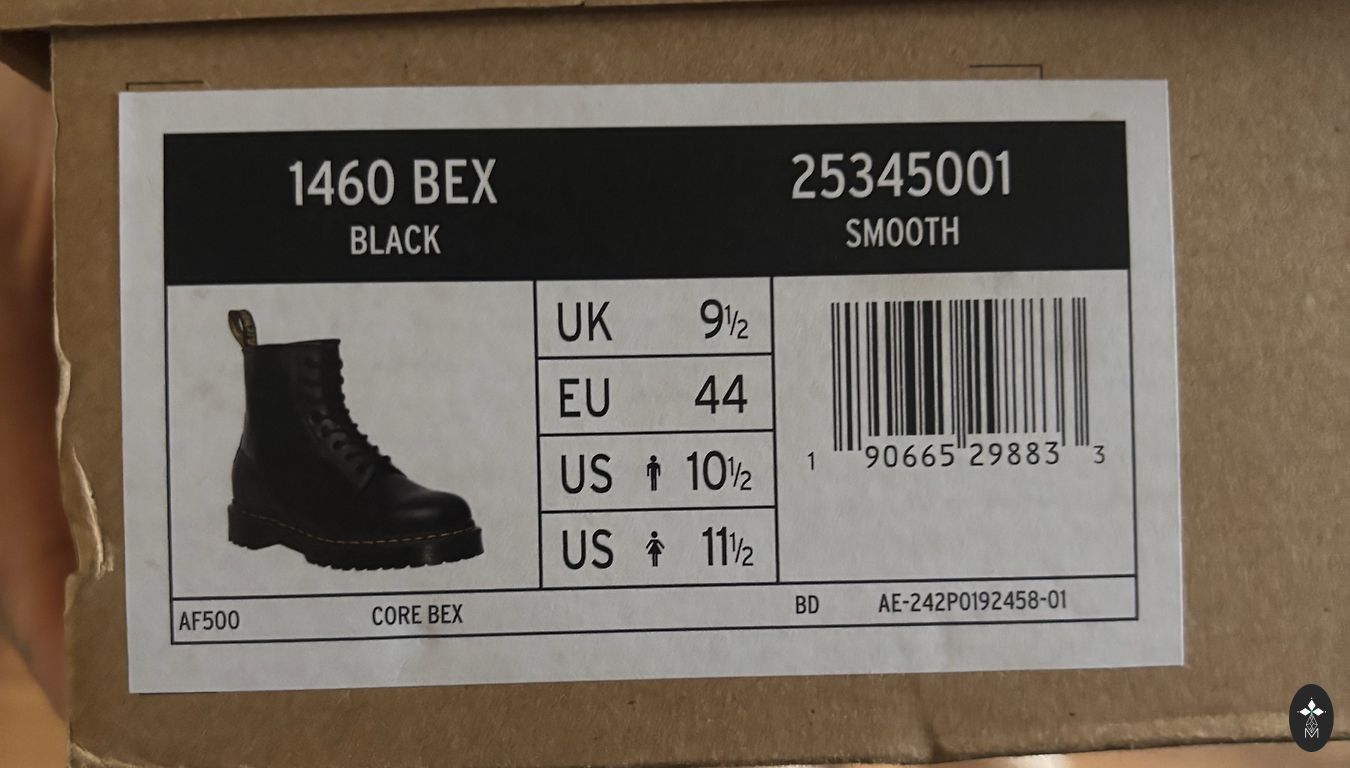 1460 BEX
BLACK
25345001
SMOOTH
UK 9½
EU 44
US 10½
US 11½
1 90665 29883 3
AF500 CORE BEX BD AE-242P0192458-01
M